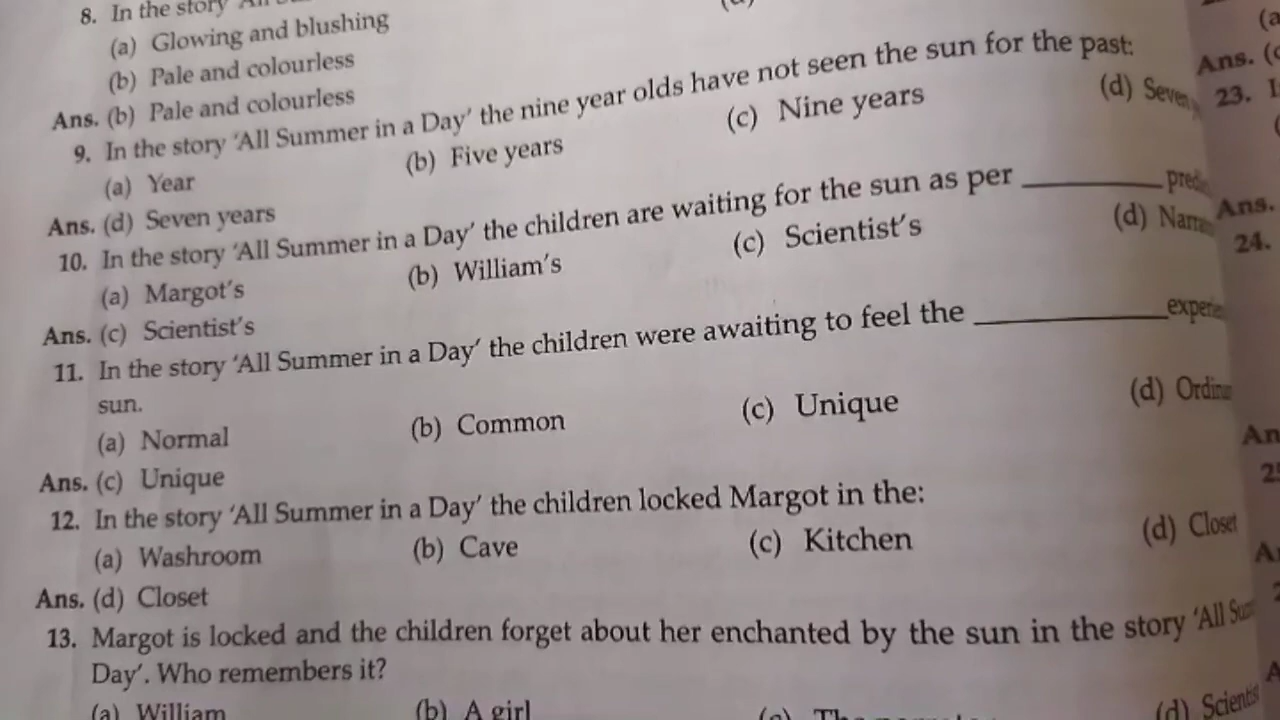 8. In the story
(a) Glowing and blushing
(b) Pale and colourless
Ans. (b) Pale and colourless
9. In the story 'All Summer in a Day' the nine year olds have not seen the sun for the past:
(a) Year (b) Five years (c) Nine years (d) Seven
Ans. (d) Seven years
10. In the story 'All Summer in a Day' the children are waiting for the sun as per ________
(a) Margot's (b) William's (c) Scientist's (d)
Ans. (c) Scientist's
11. In the story 'All Summer in a Day' the children were awaiting to feel the ________
sun.
(a) Normal (b) Common (c) Unique (d)
Ans. (c) Unique
12. In the story 'All Summer in a Day' the children locked Margot in the:
(a) Washroom (b) Cave (c) Kitchen (d) Closet
Ans. (d) Closet
13. Margot is locked and the children forget about her enchanted by the sun in the story 'All
Day'. Who remembers it?
(a) William (b) A girl (c) The (d)
Ans.
23.
Ans.
24.